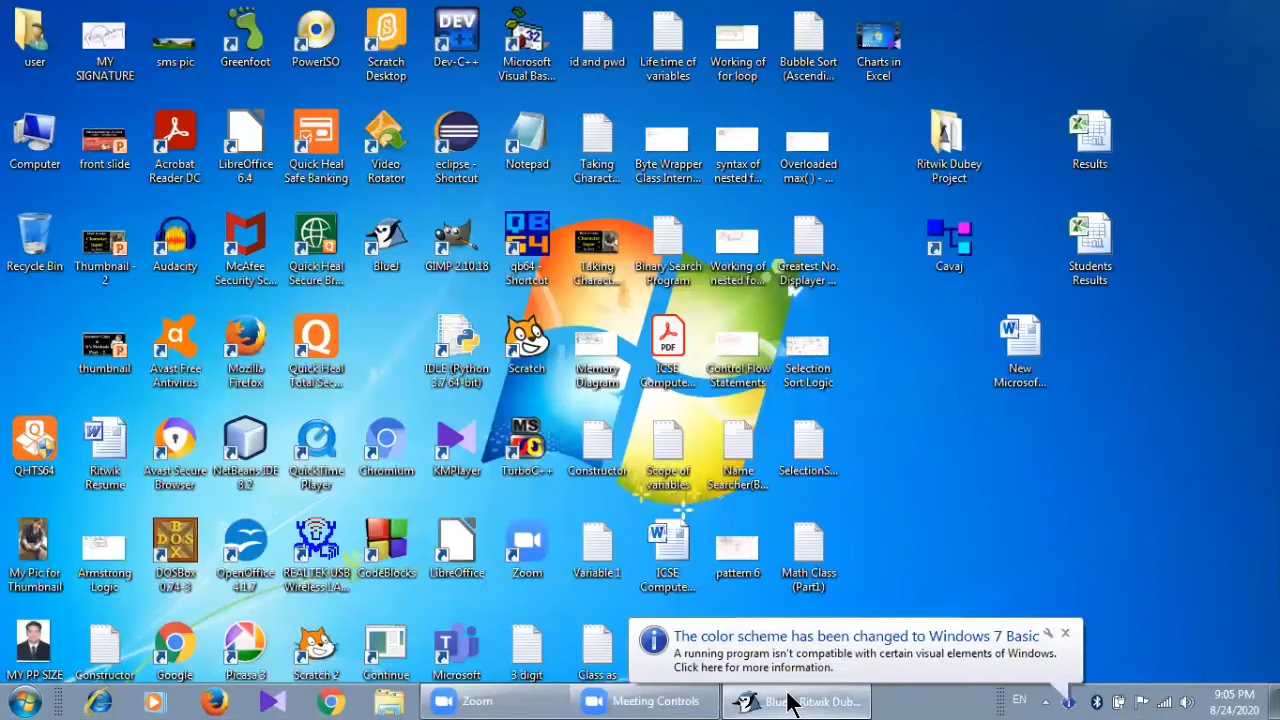 user
MY
SIGNATURE
sms pic
Greenfoot
PowerISO
Scratch
Desktop
DEV
C++
Dev-C++
Microsoft
Visual Bas...
id and pwd
Life time of
variables
Working of
for loop
Bubble Sort
(Ascendi...
Charts in
Excel
Computer
front slide
Acrobat
Reader DC
LibreOffice
6.4
Quick Heal
Safe Banking
Video
Rotator
eclipse -
Shortcut
Notepad
Taking
Charact...
Byte Wrapper
Class Intern...
syntax of
nested f...
Overloaded
max( ) - ...
Ritwik Dubey
Project
Results
Recycle Bin
Thumbnail -
2
Audacity
McAfee
Security Sc...
Quick Heal
Secure Br...
BlueJ
GIMP 2.10.18
QB
64
qb64 -
Shortcut
Taking
Charact...
Binary Search
Program
Working of
nested fo...
Greatest No.
Displayer ...
Cavaj
Students
Results
thumbnail
Avast Free
Antivirus
Mozilla
Firefox
Quick Heal
Total Sec...
IDLE (Python
3.7 64-bit)
Scratch
Memory
Diagram
PDF
ICSE
Compute...
Control Flow
Statements
Selection
Sort Logic
New
Microsof...
QHTS64
Ritwik
Resume
Avast Secure
Browser
NetBeans IDE
8.2
QuickTime
Player
Chromium
KMPlayer
MS
TurboC++
Constructor
Scope of
variables
Name
Searcher(B...
SelectionS...
My Pic for
Thumbnail
Armstrong
Logic
DOS
BOX
DOSBox
0.74-3
OpenOffice
4.1.7
REALTEK USB
Wireless LA...
CodeBlocks
LibreOffice
Zoom
Variable 1
ICSE
Compute...
pattern 6
Math Class
(Part1)
MY PP SIZE
Constructor
Google
Picasa 3
Scratch 2
Continue
Microsoft
3 digit
Class as
The color scheme has been changed to Windows 7 Basic
A running program isn't compatible with certain visual elements of Windows.
Click here for more information.
Zoom
Meeting Controls
Ritwik Dub...
EN
9:05 PM
8/24/2020